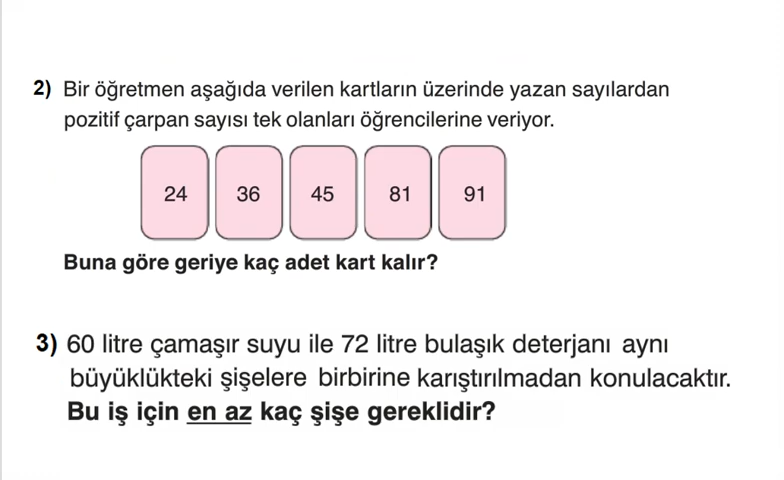 2) Bir öğretmen aşağıda verilen kartların üzerinde yazan sayılardan
pozitif çarpan sayısı tek olanları öğrencilerine veriyor.
24 36 45 81 91
Buna göre geriye kaç adet kart kalır?
3) 60 litre çamaşır suyu ile 72 litre bulaşık deterjanı aynı
büyüklükteki şişelere birbirine karıştırılmadan konulacaktır.
Bu iş için en az kaç şişe gereklidir?